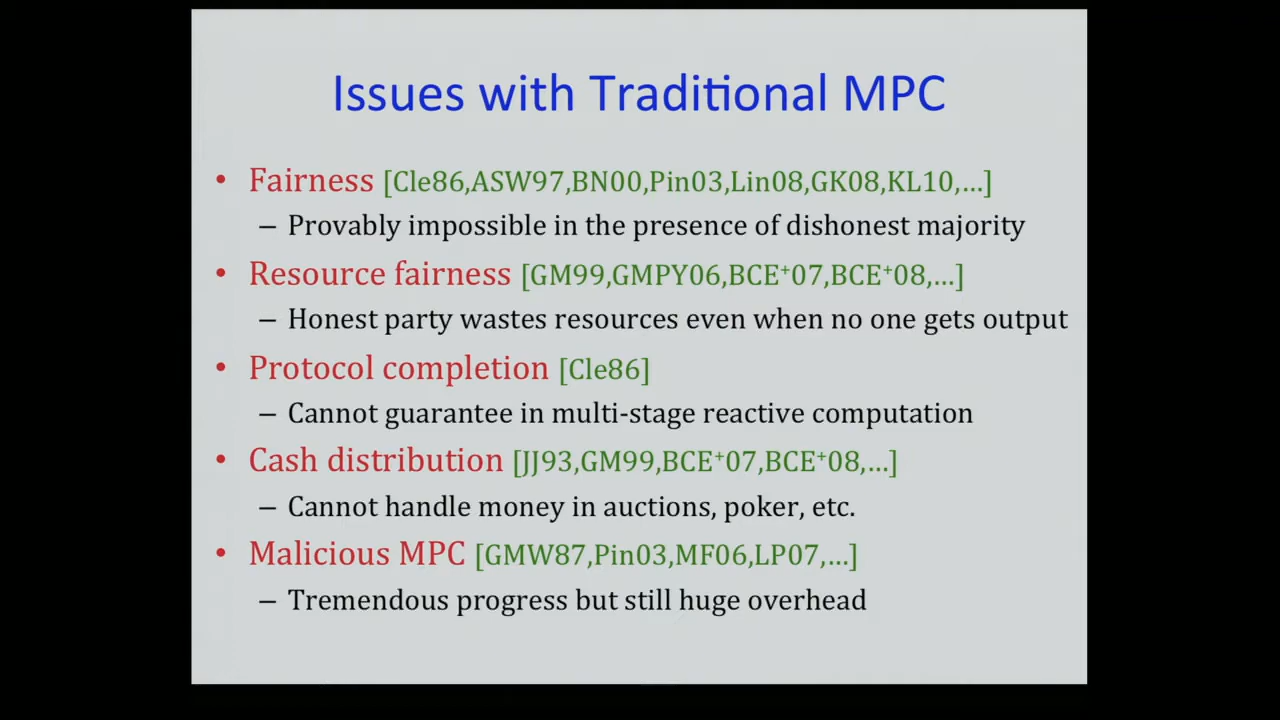 Issues with Traditional MPC
• Fairness [Cle86,ASW97,BN00,Pin03,Lin08,GK08,KL10,…]
– Provably impossible in the presence of dishonest majority
• Resource fairness [GM99,GMPY06,BCE⁺07,BCE⁺08,…]
– Honest party wastes resources even when no one gets output
• Protocol completion [Cle86]
– Cannot guarantee in multi-stage reactive computation
• Cash distribution [JJ93,GM99,BCE⁺07,BCE⁺08,…]
– Cannot handle money in auctions, poker, etc.
• Malicious MPC [GMW87,Pin03,MF06,LP07,…]
– Tremendous progress but still huge overhead